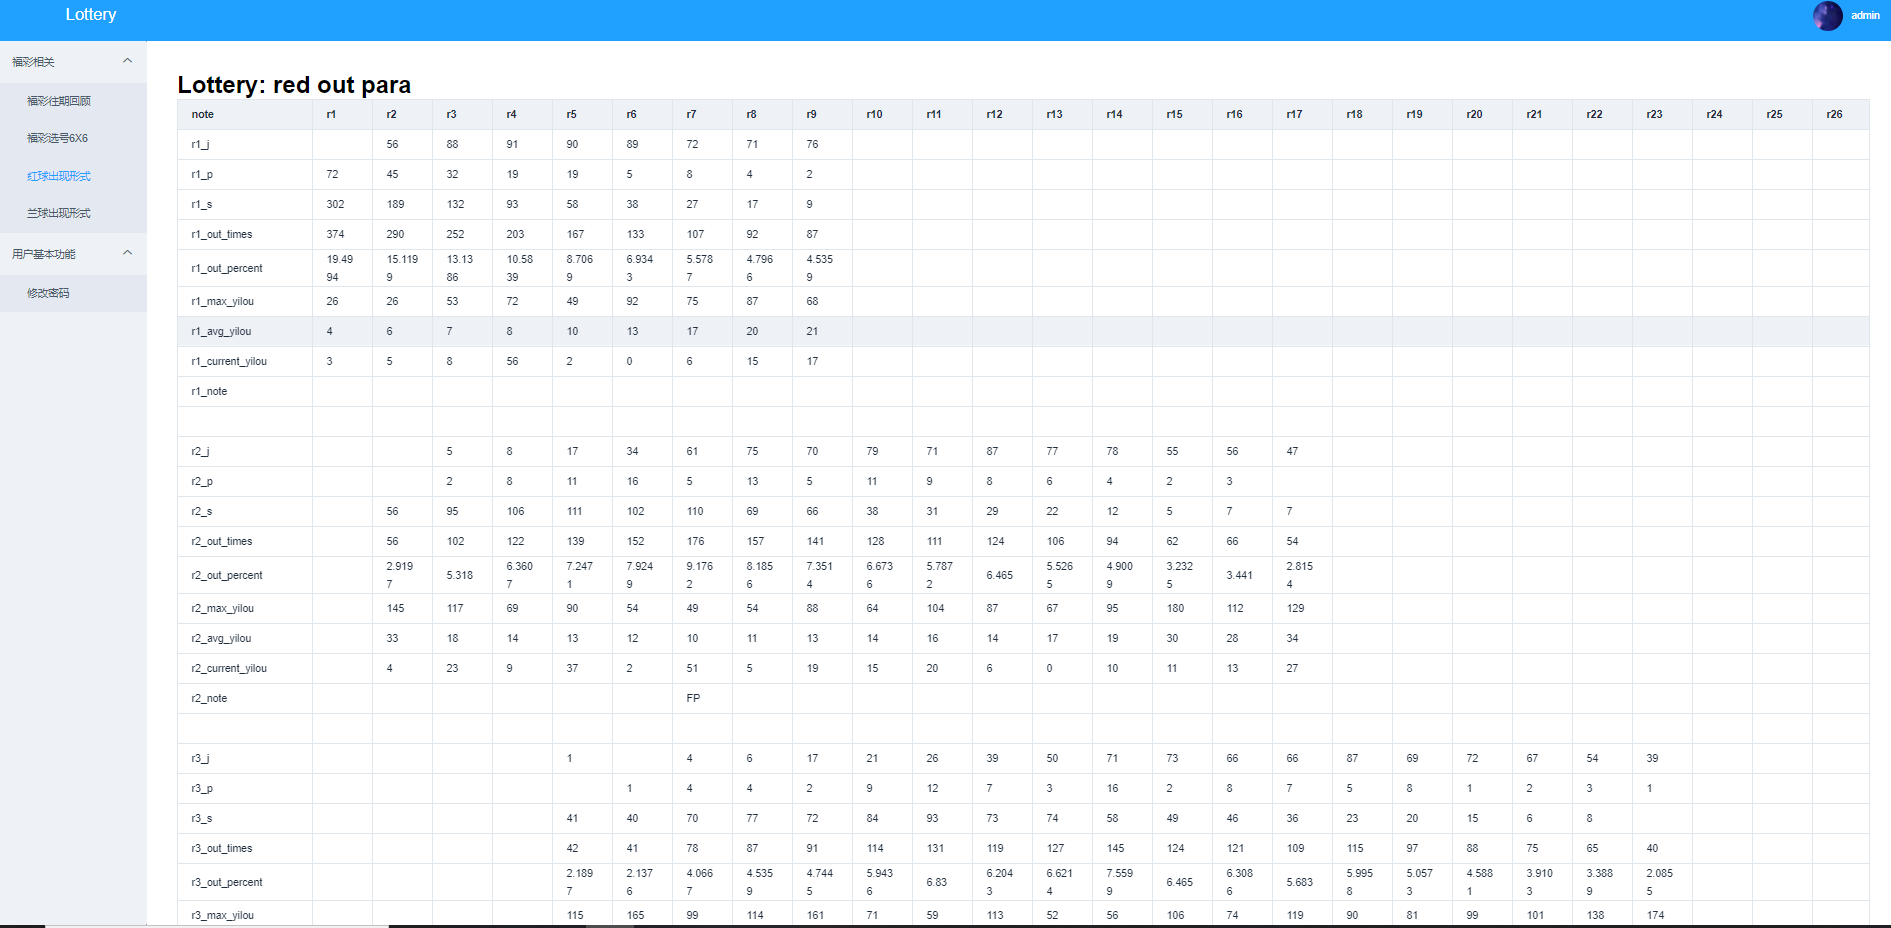 Lottery
admin
福彩相关
福彩往期回顾
福彩选号6X6
红球出现形式
兰球出现形式
用户基本功能
修改密码
Lottery: red out para
note r1 r2 r3 r4 r5 r6 r7 r8 r9 r10 r11 r12 r13 r14 r15 r16 r17 r18 r19 r20 r21 r22 r23 r24 r25 r26
r1_j 56 88 91 90 89 72 71 76
r1_p 72 45 32 19 19 5 8 4 2
r1_s 302 189 132 93 58 38 27 17 9
r1_out_times 374 290 252 203 167 133 107 92 87
r1_out_percent 19.4994 15.1199 13.1386 10.5839 8.7069 6.9343 5.5787 4.7966 4.5359
r1_max_yilou 26 26 53 72 49 92 75 87 68
r1_avg_yilou 4 6 7 8 10 13 17 20 21
r1_current_yilou 3 5 8 56 2 0 6 15 17
r1_note
r2_j 5 8 17 34 61 75 70 79 71 87 77 78 55 56 47
r2_p 2 8 11 16 5 13 5 11 9 8 6 4 2 3
r2_s 56 95 106 111 102 110 69 66 38 31 29 22 12 5 7 7
r2_out_times 56 102 122 139 152 176 157 141 128 111 124 106 94 62 66 54
r2_out_percent 2.9197 5.318 6.3607 7.2471 7.9249 9.1762 8.1856 7.3514 6.6736 5.7872 6.465 5.5265 4.9009 3.2325 3.441 2.8154
r2_max_yilou 145 117 69 90 54 49 54 88 64 104 87 67 95 180 112 129
r2_avg_yilou 33 18 14 13 12 10 11 13 14 16 14 17 19 30 28 34
r2_current_yilou 4 23 9 37 2 51 5 19 15 20 6 0 10 11 13 27
r2_note FP
r3_j 1 4 6 17 21 26 39 50 71 73 66 66 87 69 72 67 54 39
r3_p 1 4 4 2 9 12 7 3 16 2 8 7 5 8 1 2 3 1
r3_s 41 40 70 77 72 84 93 73 74 58 49 46 36 23 20 15 6 8
r3_out_times 42 41 78 87 91 114 131 119 127 145 124 121 109 115 97 88 75 65 40
r3_out_percent 2.1897 2.1376 4.0667 4.5359 4.7445 5.9436 6.83 6.2043 6.6214 7.5599 6.465 6.3086 5.683 5.9958 5.0573 4.5881 3.9103 3.3889 2.0855
r3_max_yilou 115 165 99 114 161 71 59 113 52 56 106 74 119 90 81 99 101 138 174